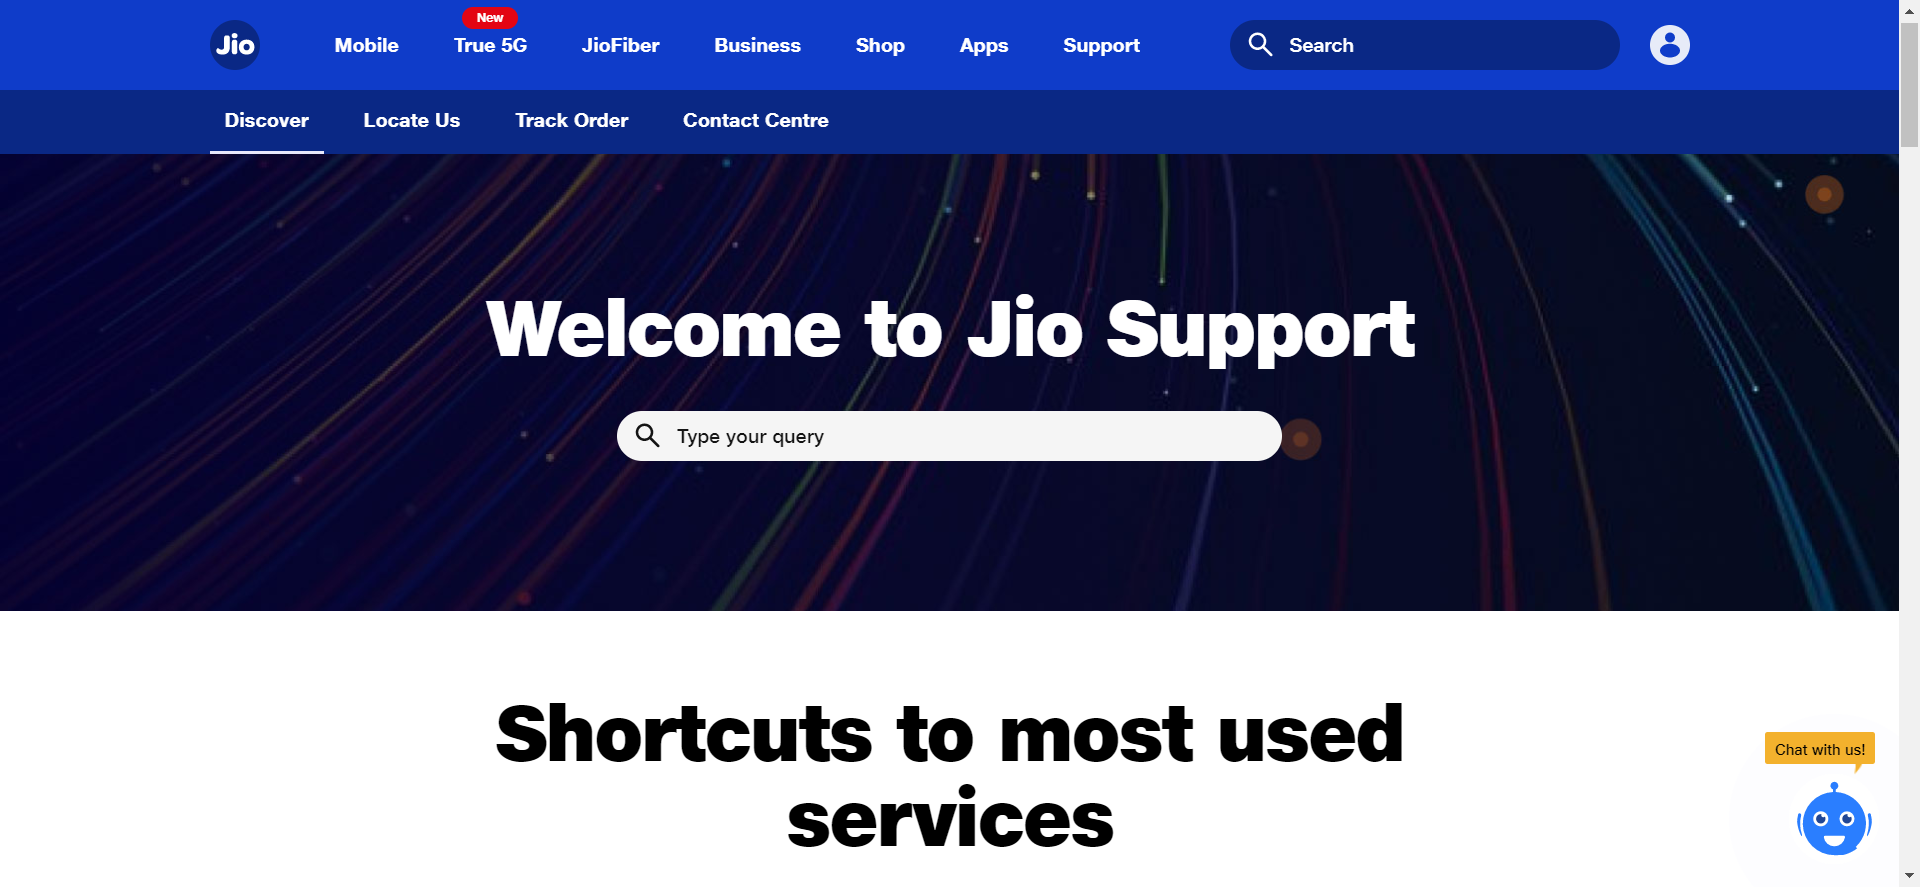 New
Jio Mobile True 5G JioFiber Business Shop Apps Support Search
Discover Locate Us Track Order Contact Centre
Welcome to Jio Support
Type your query
Shortcuts to most used
services
Chat with us!